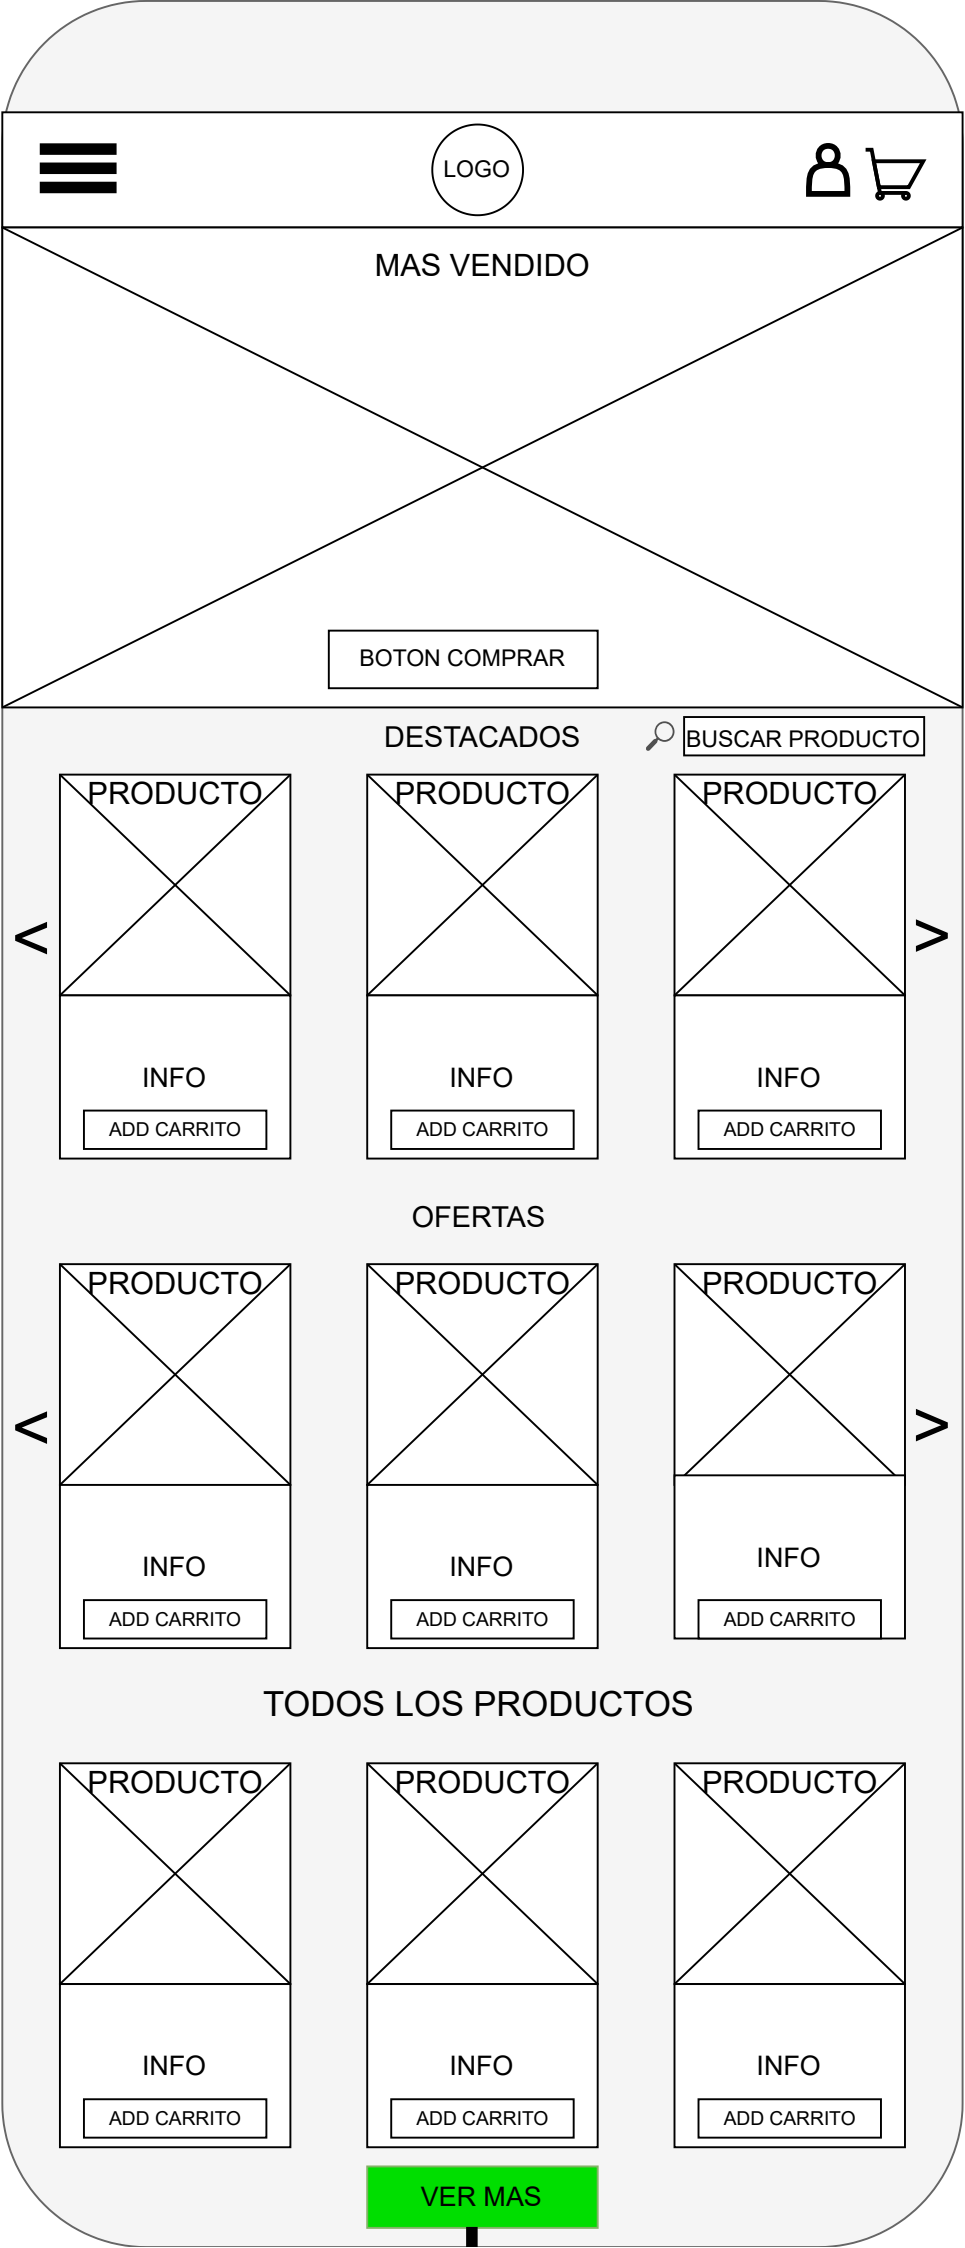 LOGO
MAS VENDIDO
BOTON COMPRAR
DESTACADOS
BUSCAR PRODUCTO
PRODUCTO PRODUCTO PRODUCTO
< >
INFO INFO INFO
ADD CARRITO ADD CARRITO ADD CARRITO
OFERTAS
PRODUCTO PRODUCTO PRODUCTO
< >
INFO INFO INFO
ADD CARRITO ADD CARRITO ADD CARRITO
TODOS LOS PRODUCTOS
PRODUCTO PRODUCTO PRODUCTO
INFO INFO INFO
ADD CARRITO ADD CARRITO ADD CARRITO
VER MAS